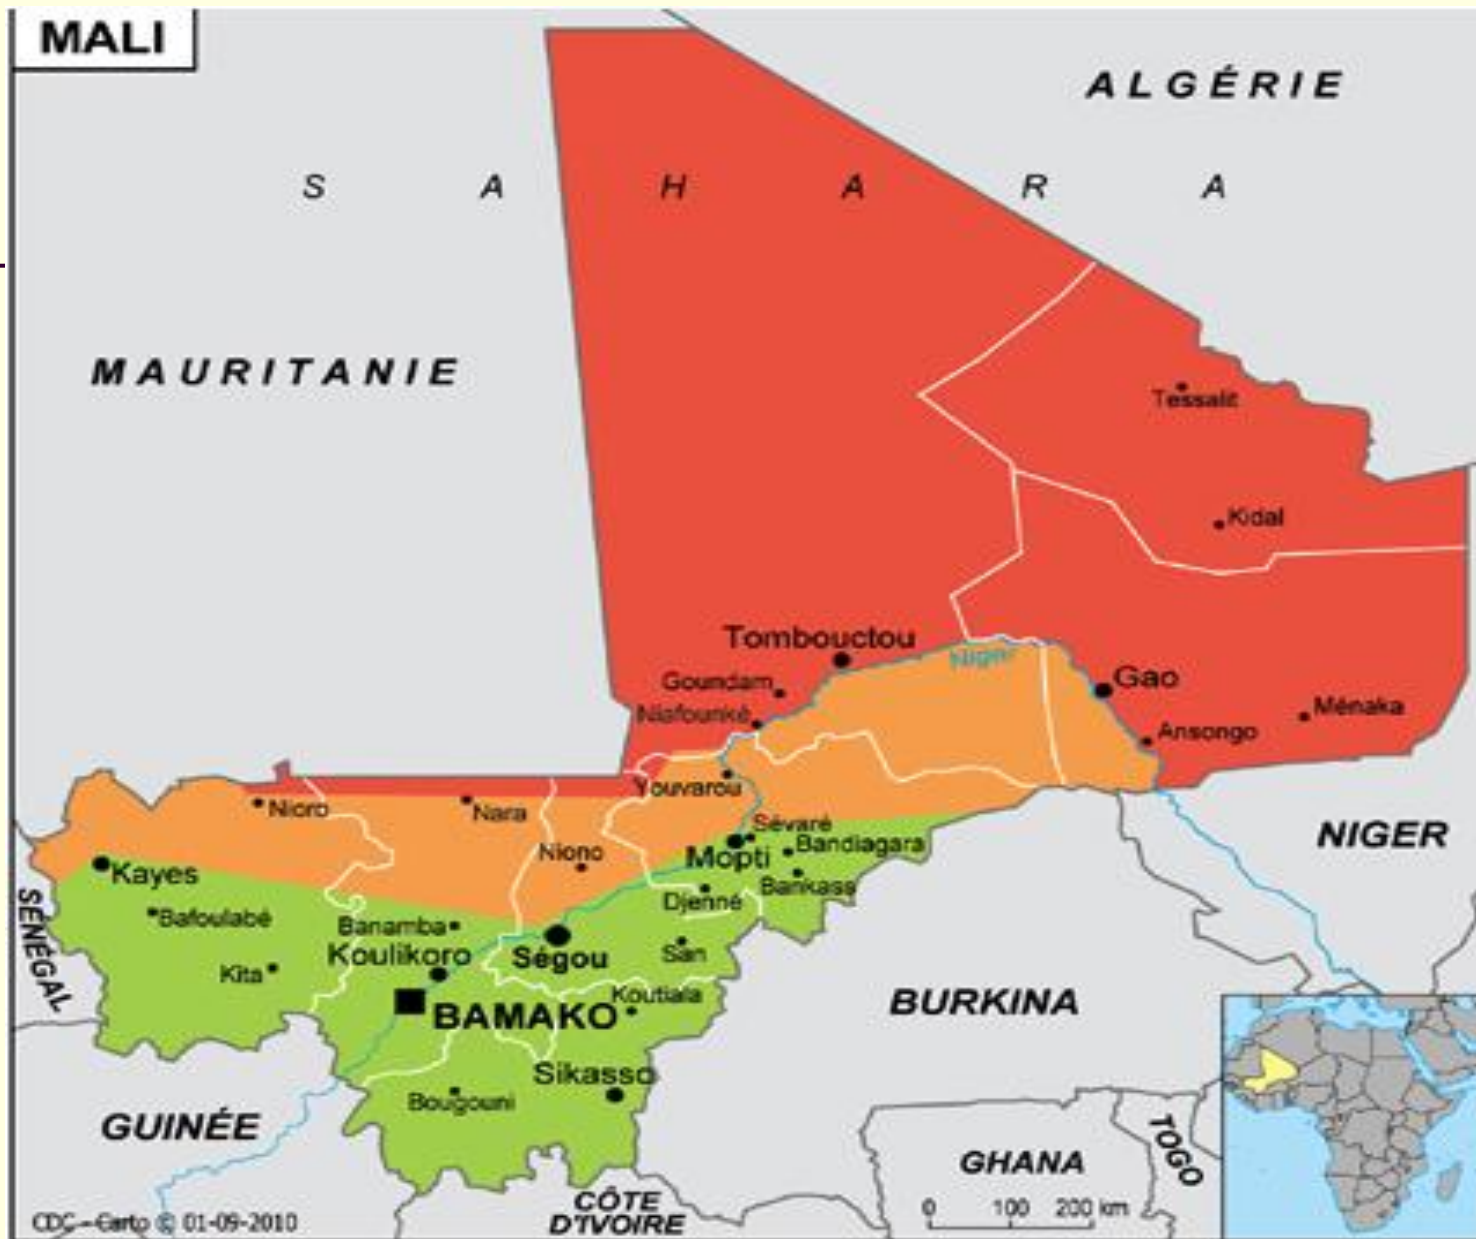 MALI
ALGÉRIE
SAHARA
MAURITANIE
Tessalit
Kidal
Tombouctou
Niger
Goundam
Gao
Niafounké
Ménaka
Ansongo
Youvarou
Nioro
Nara
Sévaré
NIGER
Niono
Mopti
Bandiagara
Kayes
Bankass
Djenné
SÉNÉGAL
Bafoulabé
Banamba
Koulikoro
Ségou
San
Kita
Koutiala
BAMAKO
BURKINA
Sikasso
Bougouni
GUINÉE
TOGO
GHANA
CÔTE
D'IVOIRE
0 100 200 km
CDC - Carto © 01-09-2010